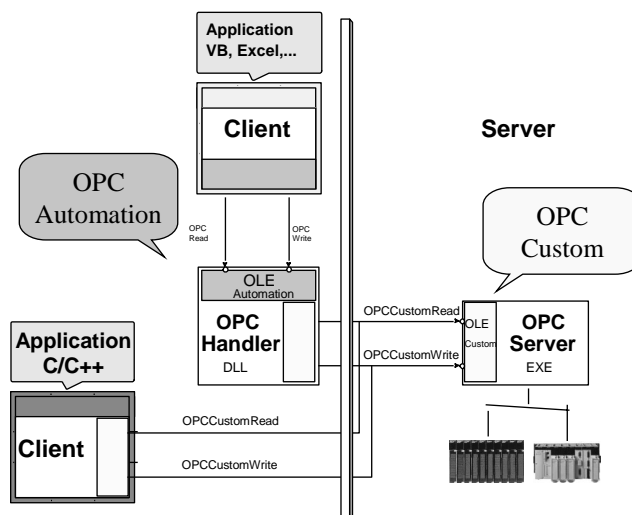 Application
VB, Excel,...
Client
Server
OPC
Automation
OPC
Read
OPC
Write
OPC
Custom
OLE
Automation
OPC
Handler
DLL
OPCCustomRead
OPCCustomWrite
OLE
Custom
OPC
Server
EXE
Application
C/C++
Client
OPCCustomRead
OPCCustomWrite